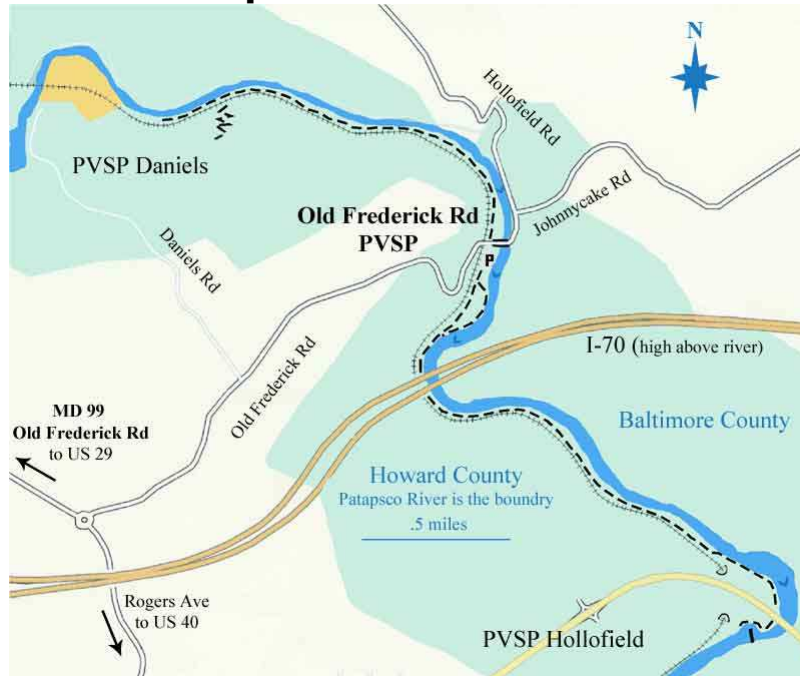 N
Hollofield Rd
PVSP Daniels
Johnnycake Rd
Old Frederick Rd
PVSP
P
Daniels Rd
I-70 (high above river)
Old Frederick Rd
MD 99
Old Frederick Rd
to US 29
Baltimore County
Howard County
Patapsco River is the boundry
.5 miles
Rogers Ave
to US 40
PVSP Hollofield